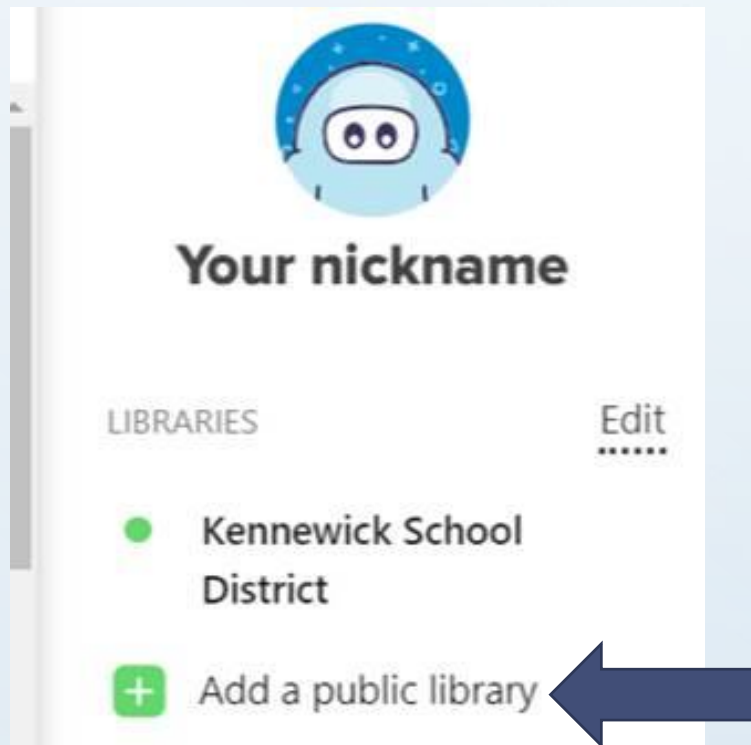 Your nickname
LIBRARIES Edit
Kennewick School
District
Add a public library